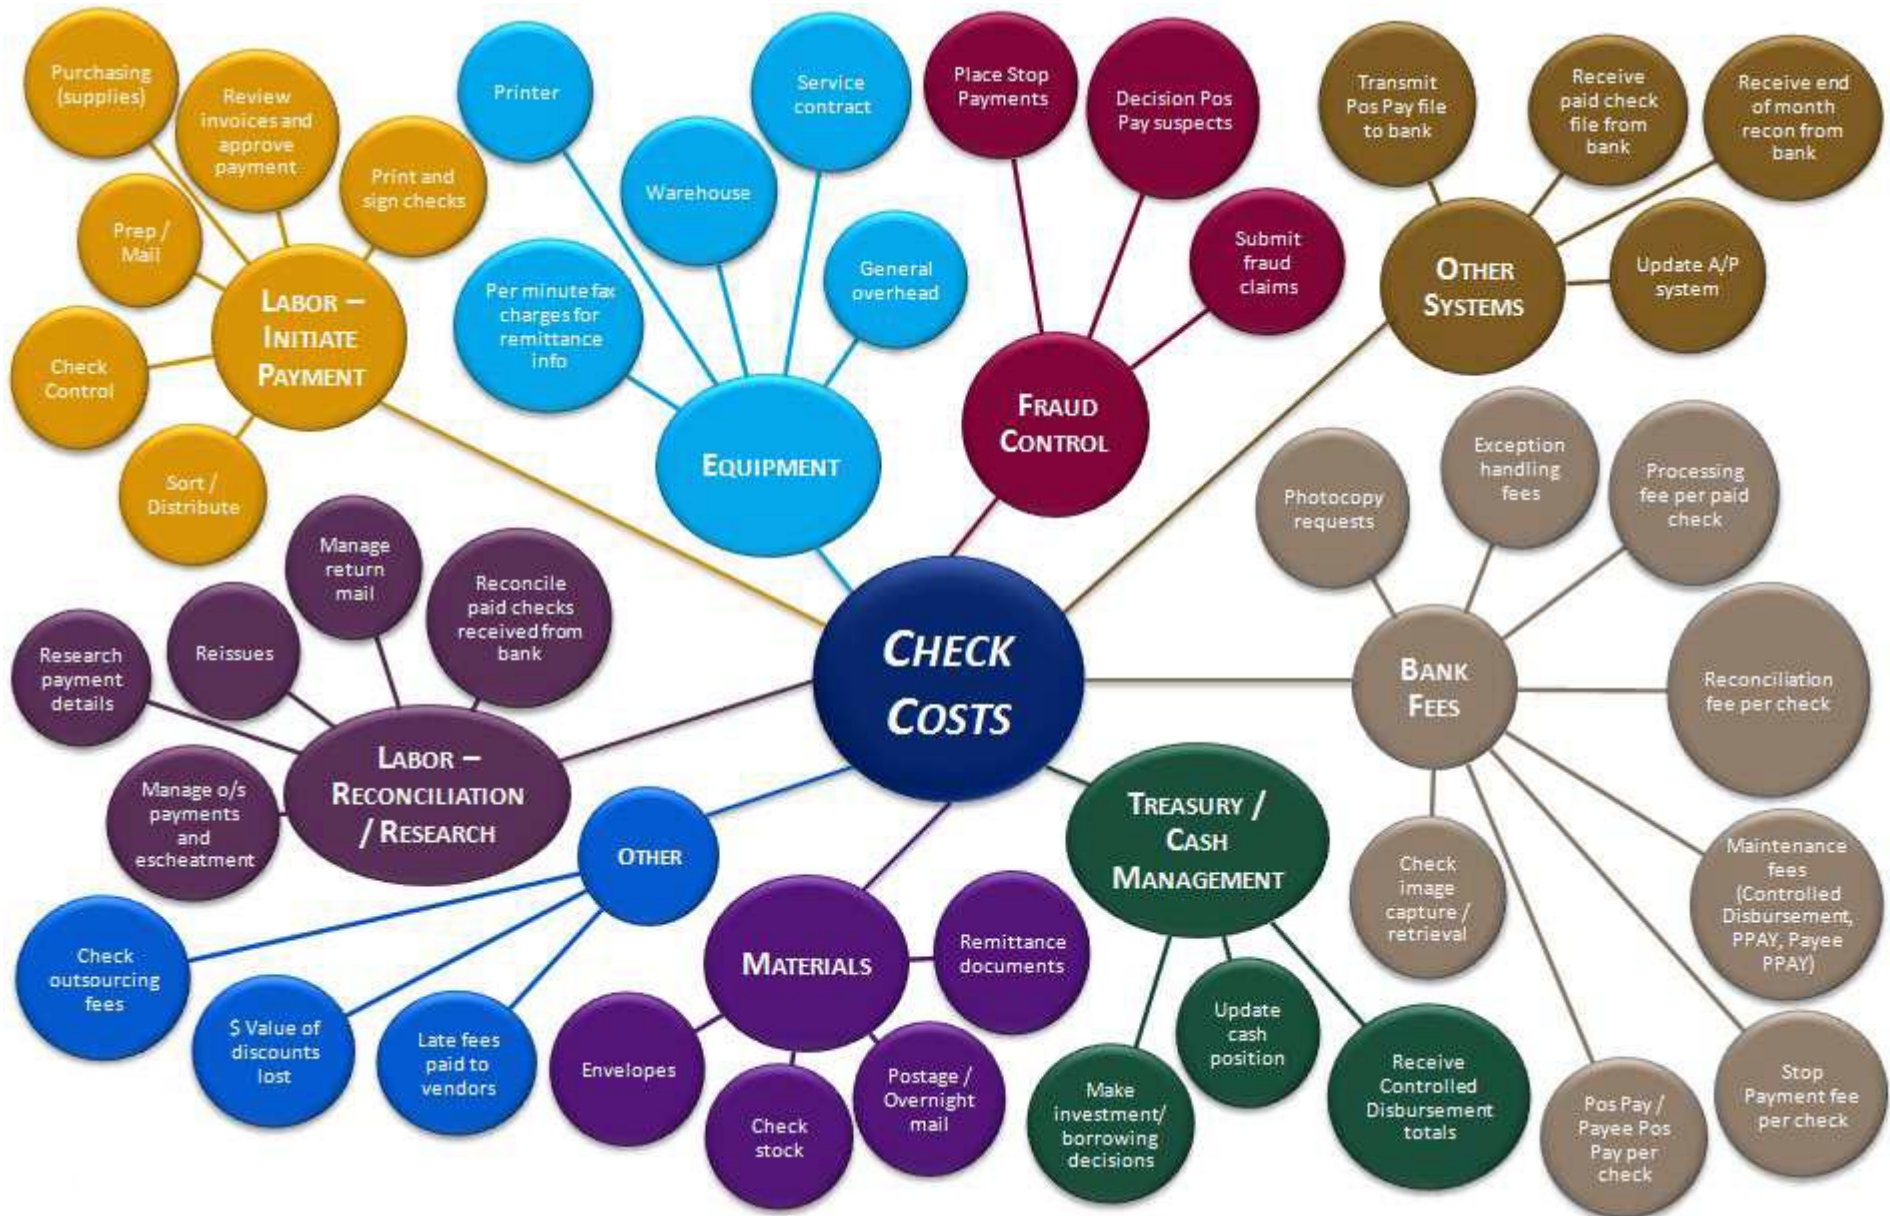 Purchasing
(supplies)
Review
invoices and
approve
payment
Print and
sign checks
Prep /
Mail
Check
Control
Sort /
Distribute
LABOR –
INITIATE
PAYMENT
Printer
Service
contract
Warehouse
General
overhead
Per minute fax
charges for
remittance
info
EQUIPMENT
Place Stop
Payments
Decision Pos
Pay suspects
Submit
fraud
claims
FRAUD
CONTROL
Transmit
Pos Pay file
to bank
Receive
paid check
file from
bank
Receive end
of month
recon from
bank
Update A/P
system
OTHER
SYSTEMS
Photocopy
requests
Exception
handling
fees
Processing
fee per paid
check
Reconciliation
fee per check
BANK
FEES
Check
image
capture /
retrieval
Maintenance
fees
(Controlled
Disbursement,
PPAY, Payee
PPAY)
Pos Pay /
Payee Pos
Pay per
check
Stop
Payment fee
per check
CHECK
COSTS
Manage
return
mail
Reconcile
paid checks
received from
bank
Reissues
Research
payment
details
Manage o/s
payments
and
escheatment
LABOR –
RECONCILIATION
/ RESEARCH
OTHER
Check
outsourcing
fees
$ Value of
discounts
lost
Late fees
paid to
vendors
MATERIALS
Remittance
documents
Envelopes
Check
stock
Postage /
Overnight
mail
TREASURY /
CASH
MANAGEMENT
Update
cash
position
Make
investment/
borrowing
decisions
Receive
Controlled
Disbursement
totals